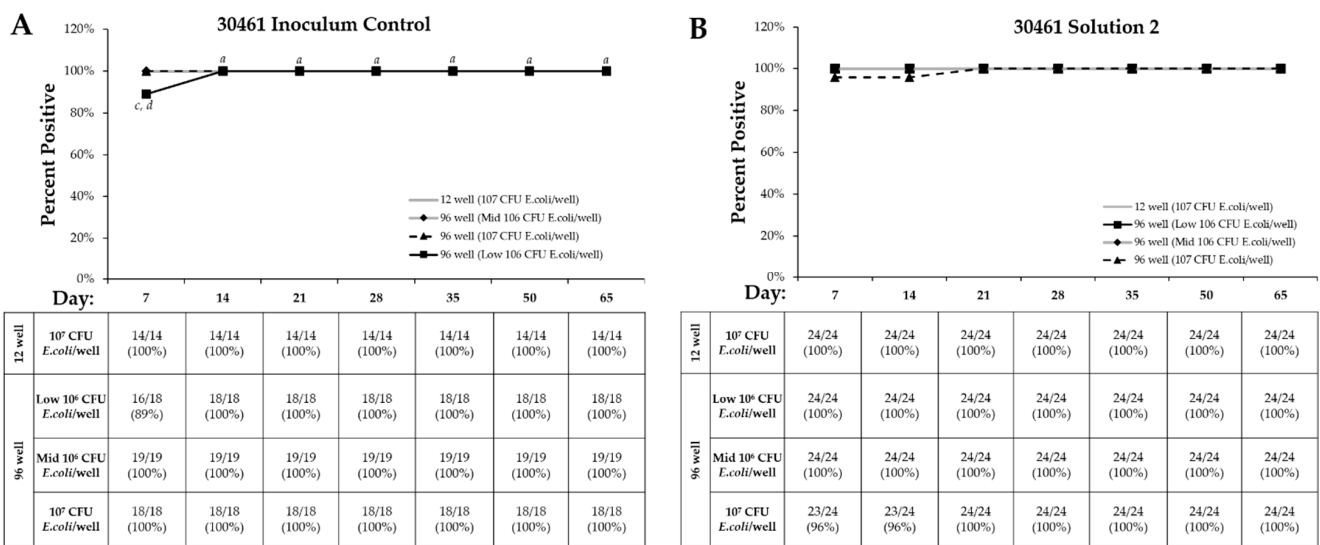 A
30461 Inoculum Control
Percent Positive
120%
100%
80%
60%
40%
20%
0%
a a a a a a
c, d
12 well (107 CFU E.coli/well)
96 well (Mid 106 CFU E.coli/well)
96 well (107 CFU E.coli/well)
96 well (Low 106 CFU E.coli/well)
Day: 7 14 21 28 35 50 65
12 well
10⁷ CFU
E.coli/well
14/14 14/14 14/14 14/14 14/14 14/14 14/14
(100%) (100%) (100%) (100%) (100%) (100%) (100%)
96 well
Low 10⁶ CFU
E.coli/well
16/18 18/18 18/18 18/18 18/18 18/18 18/18
(89%) (100%) (100%) (100%) (100%) (100%) (100%)
Mid 10⁶ CFU
E.coli/well
19/19 19/19 19/19 19/19 19/19 19/19 19/19
(100%) (100%) (100%) (100%) (100%) (100%) (100%)
10⁷ CFU
E.coli/well
18/18 18/18 18/18 18/18 18/18 18/18 18/18
(100%) (100%) (100%) (100%) (100%) (100%) (100%)
B
30461 Solution 2
Percent Positive
120%
100%
80%
60%
40%
20%
0%
12 well (107 CFU E.coli/well)
96 well (Low 106 CFU E.coli/well)
96 well (Mid 106 CFU E.coli/well)
96 well (107 CFU E.coli/well)
Day: 7 14 21 28 35 50 65
12 well
10⁷ CFU
E.coli/well
24/24 24/24 24/24 24/24 24/24 24/24 24/24
(100%) (100%) (100%) (100%) (100%) (100%) (100%)
96 well
Low 10⁶ CFU
E.coli/well
24/24 24/24 24/24 24/24 24/24 24/24 24/24
(100%) (100%) (100%) (100%) (100%) (100%) (100%)
Mid 10⁶ CFU
E.coli/well
24/24 24/24 24/24 24/24 24/24 24/24 24/24
(100%) (100%) (100%) (100%) (100%) (100%) (100%)
10⁷ CFU
E.coli/well
23/24 23/24 24/24 24/24 24/24 24/24 24/24
(96%) (96%) (100%) (100%) (100%) (100%) (100%)